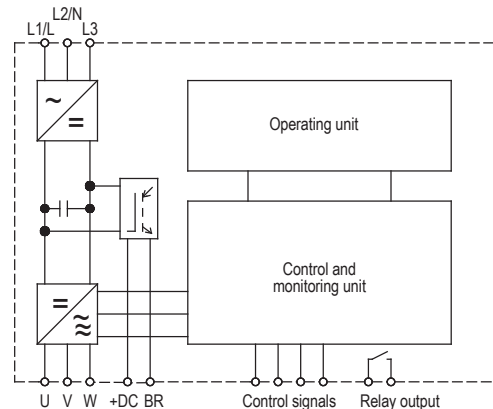 L2/N
L1/L L3
~
=
Operating unit
Control and
monitoring unit
=
≈
U V W +DC BR Control signals Relay output